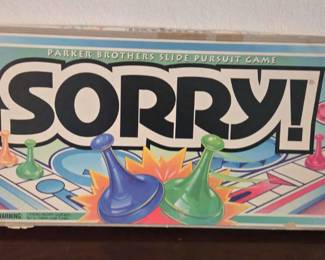 PARKER BROTHERS SLIDE PURSUIT GAME
SORRY!
WARNING: